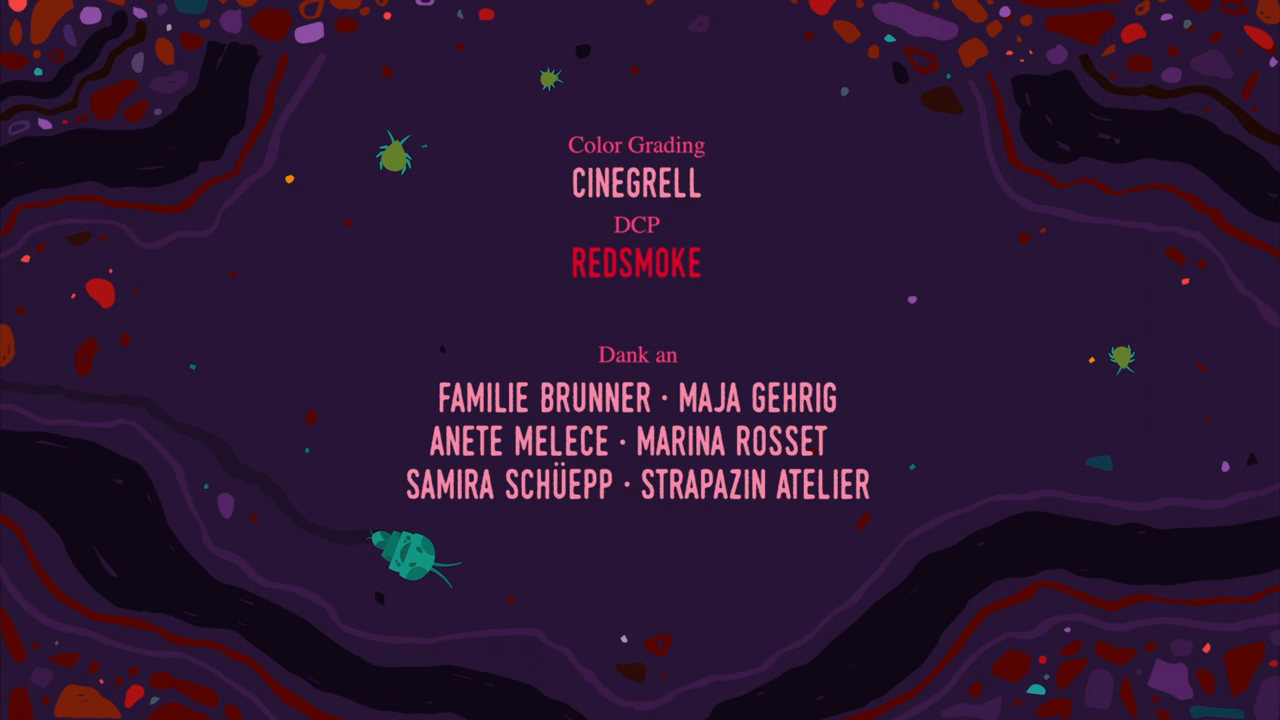 Color Grading
CINEGRELL
DCP
REDSMOKE
Dank an
FAMILIE BRUNNER · MAJA GEHRIG
ANETE MELECE · MARINA ROSSET
SAMIRA SCHÜEPP · STRAPAZIN ATELIER